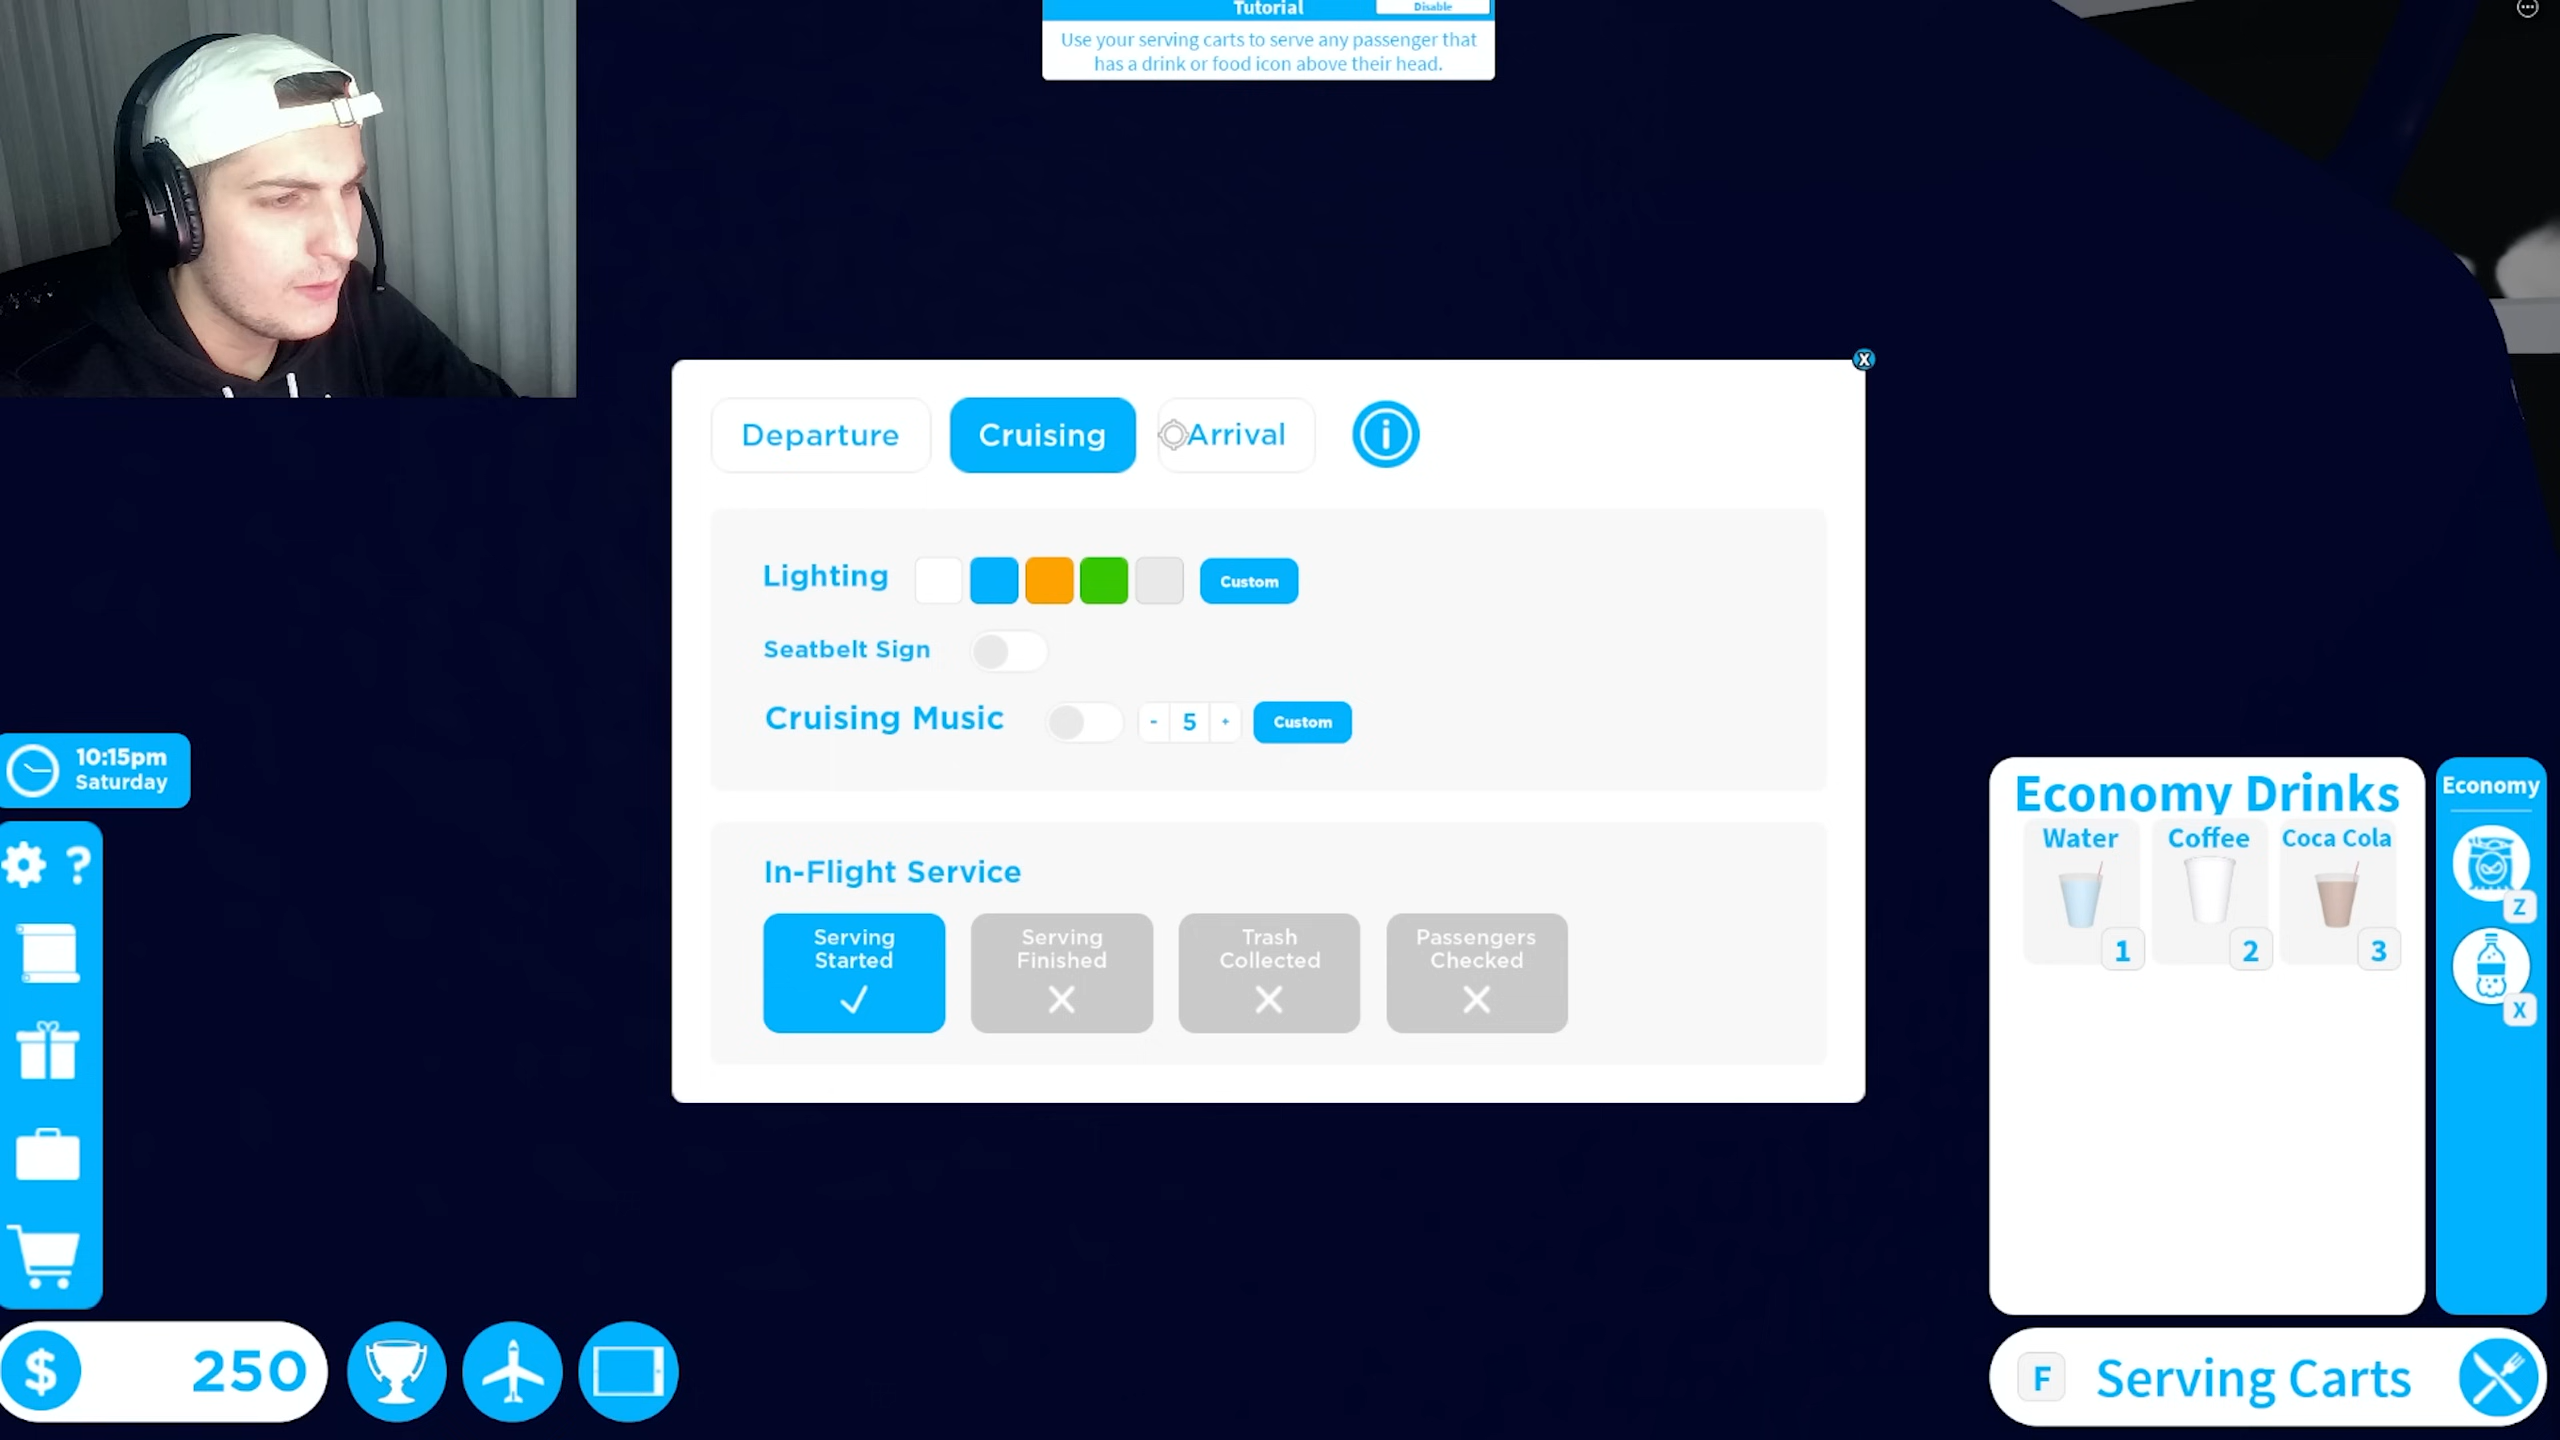 Tutorial
Disable
Use your serving carts to serve any passenger that
has a drink or food icon above their head.
X
Departure
Cruising
Arrival
i
Lighting
Custom
Seatbelt Sign
Cruising Music
- 5 +
Custom
In-Flight Service
Serving
Started
Serving
Finished
Trash
Collected
Passengers
Checked
10:15pm
Saturday
?
$ 250
Economy Drinks
Water
Coffee
Coca Cola
1
2
3
Economy
Z
X
F Serving Carts